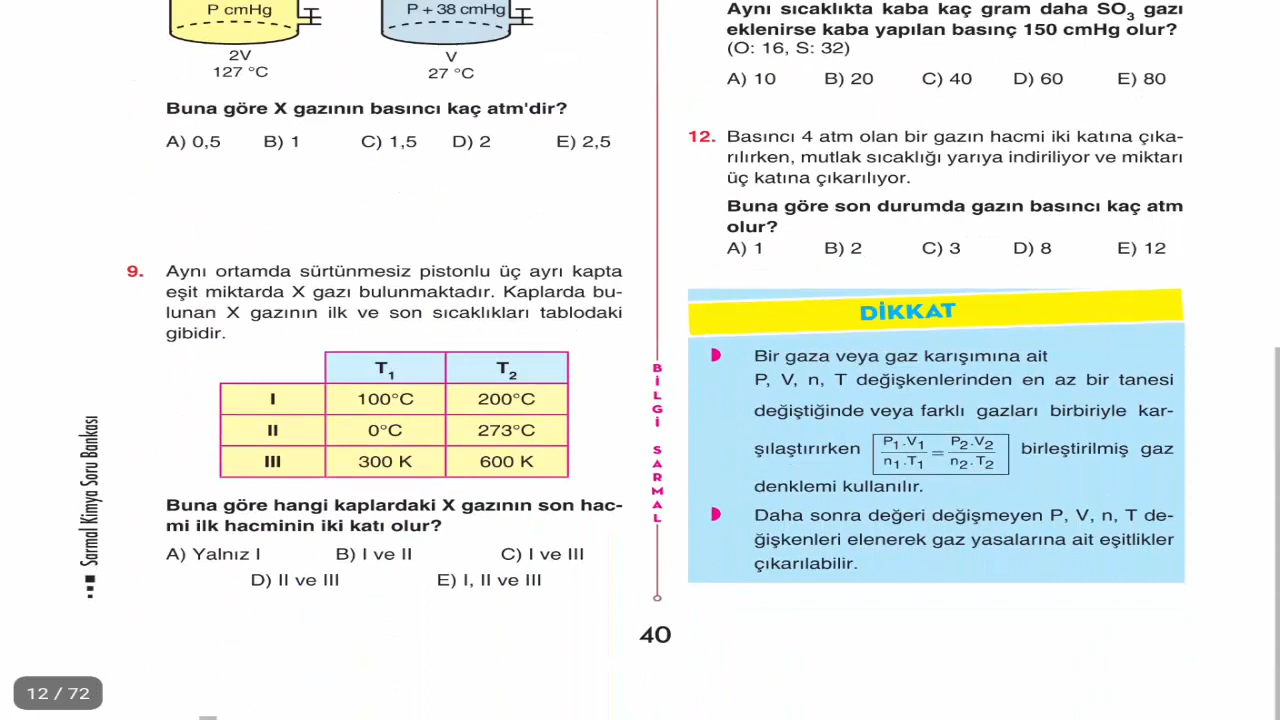 P cmHg
P + 38 cmHg
2V
127 °C
V
27 °C
Buna göre X gazının basıncı kaç atm'dir?
A) 0,5 B) 1 C) 1,5 D) 2 E) 2,5
9. Aynı ortamda sürtünmesiz pistonlu üç ayrı kapta
eşit miktarda X gazı bulunmaktadır. Kaplarda bu-
lunan X gazının ilk ve son sıcaklıkları tablodaki
gibidir.
T1 T2
I 100°C 200°C
II 0°C 273°C
III 300 K 600 K
Buna göre hangi kaplardaki X gazının son hac-
mi ilk hacminin iki katı olur?
A) Yalnız I B) I ve II C) I ve III
D) II ve III E) I, II ve III
Sarmal Kimya Soru Bankası
BİLGİ SARMAL
Aynı sıcaklıkta kaba kaç gram daha SO3 gazı
eklenirse kaba yapılan basınç 150 cmHg olur?
(O: 16, S: 32)
A) 10 B) 20 C) 40 D) 60 E) 80
12. Basıncı 4 atm olan bir gazın hacmi iki katına çıka-
rılırken, mutlak sıcaklığı yarıya indiriliyor ve miktarı
üç katına çıkarılıyor.
Buna göre son durumda gazın basıncı kaç atm
olur?
A) 1 B) 2 C) 3 D) 8 E) 12
DİKKAT
Bir gaza veya gaz karışımına ait
P, V, n, T değişkenlerinden en az bir tanesi
değiştiğinde veya farklı gazları birbiriyle kar-
şılaştırırken P1.V1/n1.T1 = P2.V2/n2.T2 birleştirilmiş gaz
denklemi kullanılır.
Daha sonra değeri değişmeyen P, V, n, T de-
ğişkenleri elenerek gaz yasalarına ait eşitlikler
çıkarılabilir.
40
12 / 72